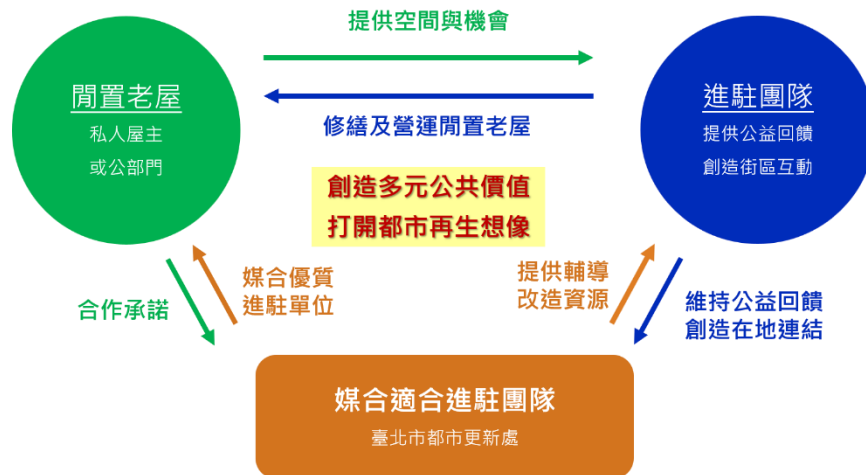 提供空間與機會
閒置老屋
私人屋主
或公部門
進駐團隊
提供公益回饋
創造街區互動
修繕及營運閒置老屋
創造多元公共價值
打開都市再生想像
合作承諾
媒合優質
進駐單位
提供輔導
改造資源
維持公益回饋
創造在地連結
媒合適合進駐團隊
臺北市都市更新處